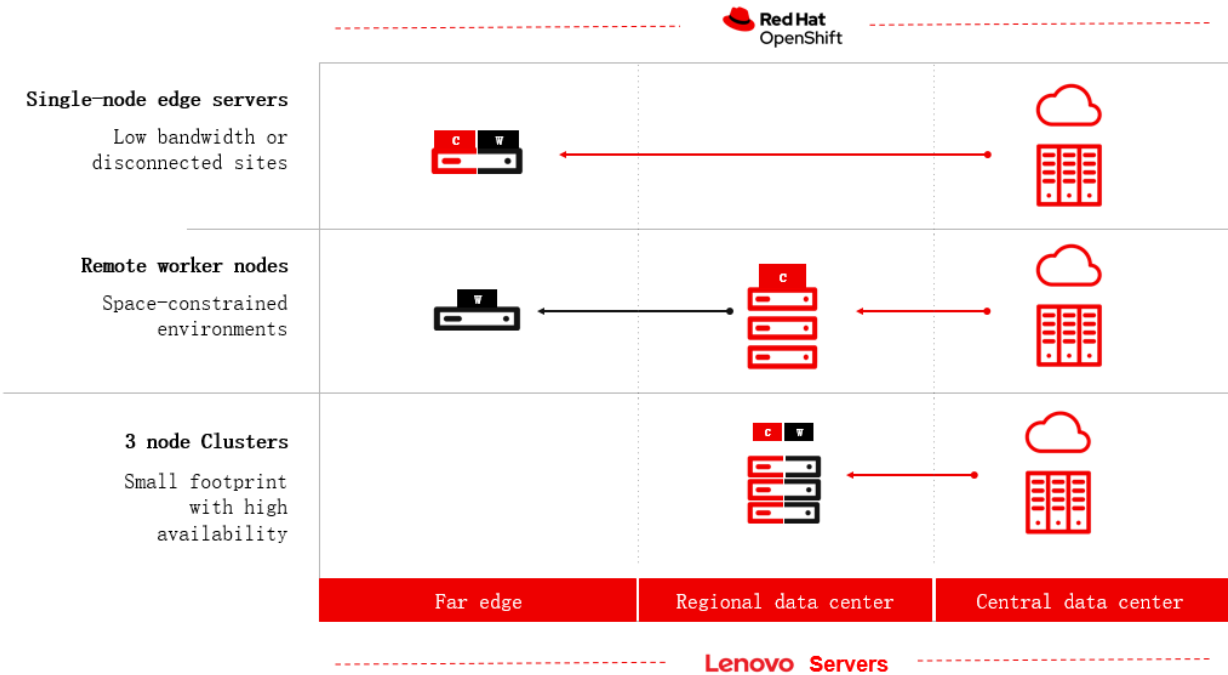 Red Hat
OpenShift
Single-node edge servers
Low bandwidth or
disconnected sites
C W
Remote worker nodes
Space-constrained
environments
W
C
3 node Clusters
Small footprint
with high
availability
C W
Far edge
Regional data center
Central data center
Lenovo Servers